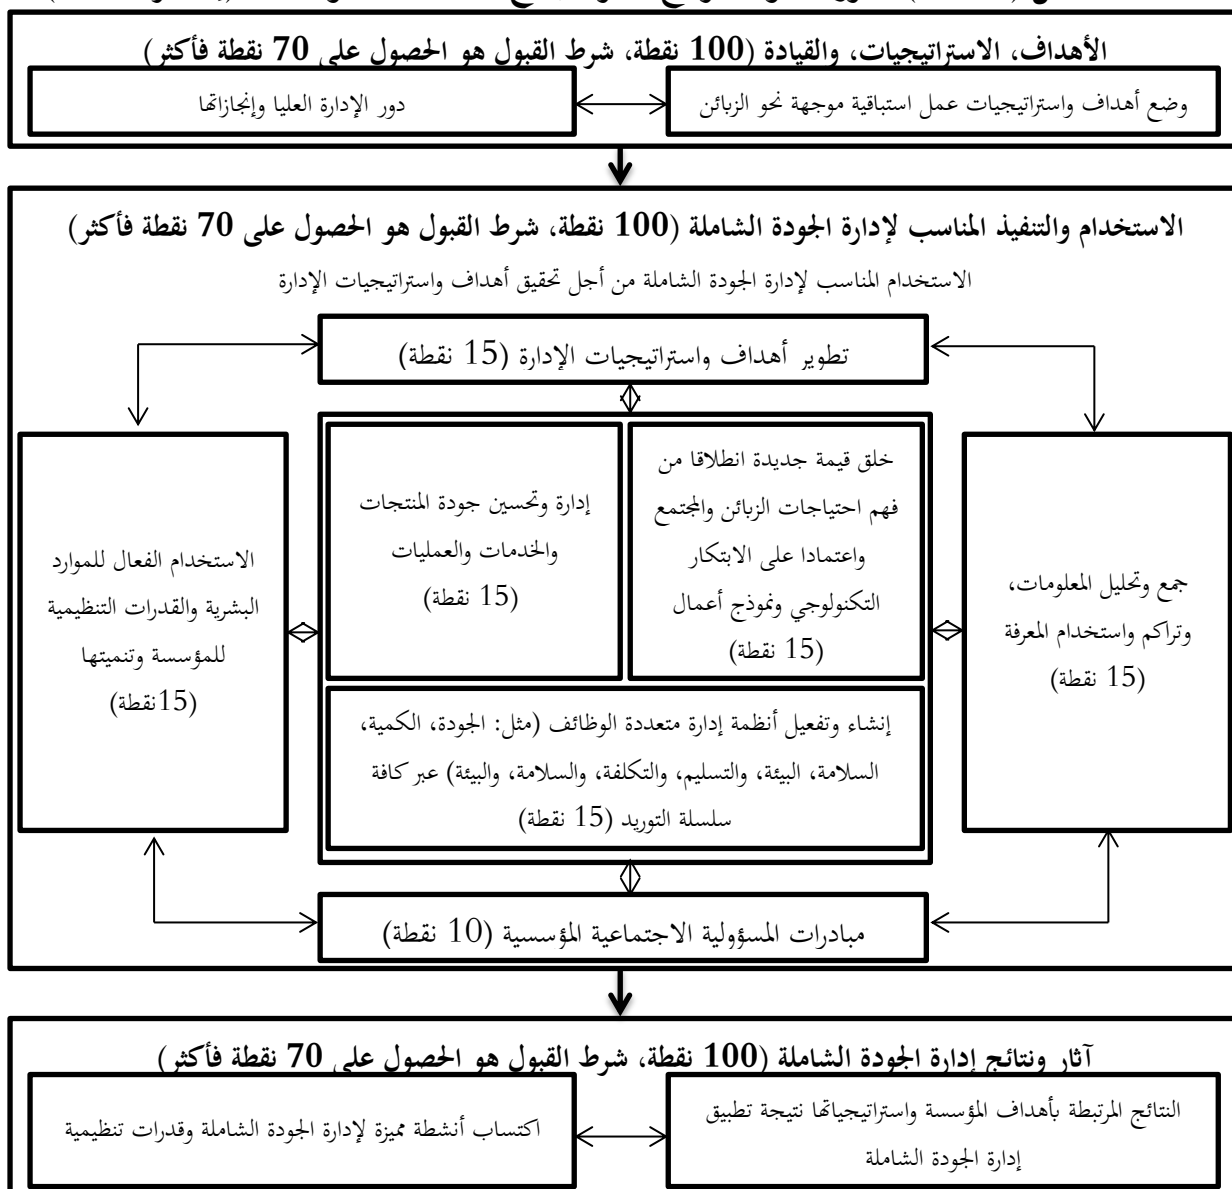 الأهداف، الاستراتيجيات، والقيادة (100 نقطة، شرط القبول هو الحصول على 70 نقطة فأكثر)
وضع أهداف واستراتيجيات عمل استباقية موجهة نحو الزبائن
دور الإدارة العليا وإنجازاتها
الاستخدام والتنفيذ المناسب لإدارة الجودة الشاملة (100 نقطة، شرط القبول هو الحصول على 70 نقطة فأكثر)
الاستخدام المناسب لإدارة الجودة الشاملة من أجل تحقيق أهداف واستراتيجيات الإدارة
تطوير أهداف واستراتيجيات الإدارة (15 نقطة)
جمع وتحليل المعلومات،
وتراكم واستخدام المعرفة
(15 نقطة)
خلق قيمة جديدة انطلاقا من
فهم احتياجات الزبائن والمجتمع
واعتمادا على الابتكار
التكنولوجي ونموذج أعمال
(15 نقطة)
إدارة وتحسين جودة المنتجات
والخدمات والعمليات
(15 نقطة)
الاستخدام الفعال للموارد
البشرية والقدرات التنظيمية
للمؤسسة وتنميتها
(15نقطة)
إنشاء وتفعيل أنظمة إدارة متعددة الوظائف (مثل: الجودة، الكمية،
السلامة، البيئة، والتسليم، والتكلفة، والسلامة، والبيئة) عبر كافة
سلسلة التوريد (15 نقطة)
مبادرات المسؤولية الاجتماعية المؤسسية (10 نقطة)
آثار ونتائج إدارة الجودة الشاملة (100 نقطة، شرط القبول هو الحصول على 70 نقطة فأكثر)
النتائج المرتبطة بأهداف المؤسسة واستراتيجياتها نتيجة تطبيق
إدارة الجودة الشاملة
اكتساب أنشطة مميزة لإدارة الجودة الشاملة وقدرات تنظيمية